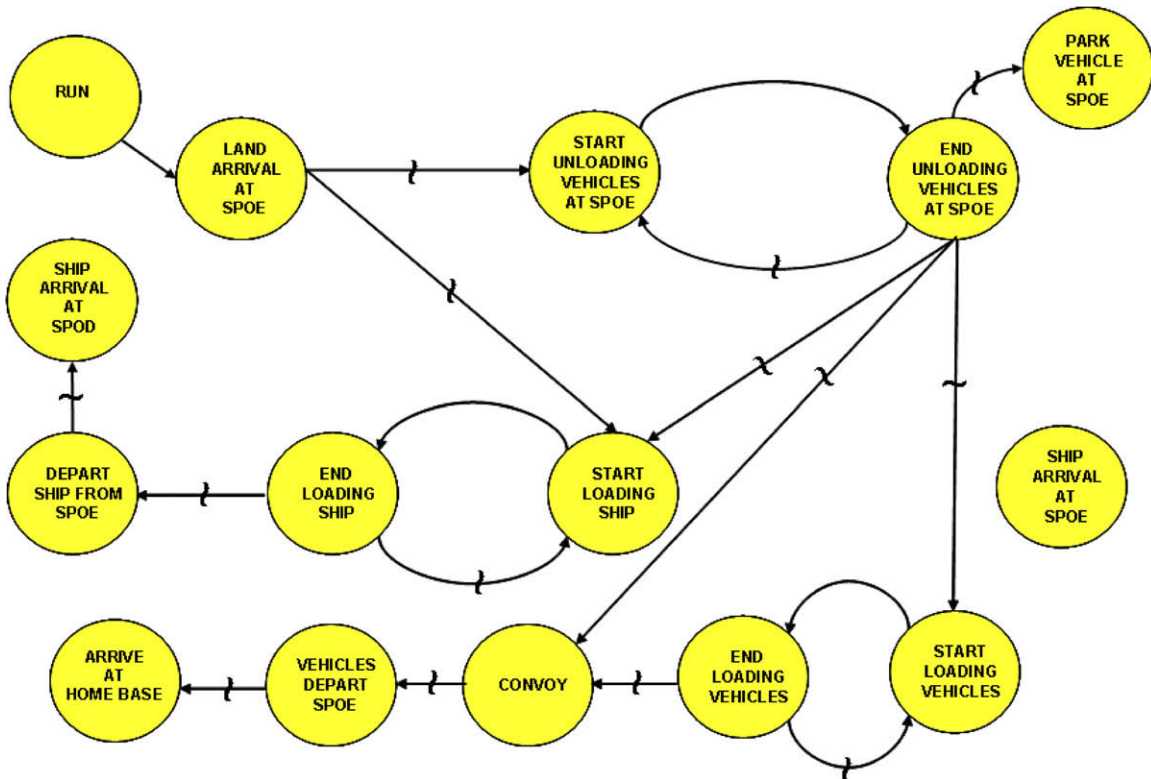 RUN
LAND
ARRIVAL
AT
SPOE
START
UNLOADING
VEHICLES
AT SPOE
END
UNLOADING
VEHICLES
AT SPOE
PARK
VEHICLE
AT
SPOE
SHIP
ARRIVAL
AT
SPOD
DEPART
SHIP FROM
SPOE
END
LOADING
SHIP
START
LOADING
SHIP
SHIP
ARRIVAL
AT
SPOE
ARRIVE
AT
HOME BASE
VEHICLES
DEPART
SPOE
CONVOY
END
LOADING
VEHICLES
START
LOADING
VEHICLES